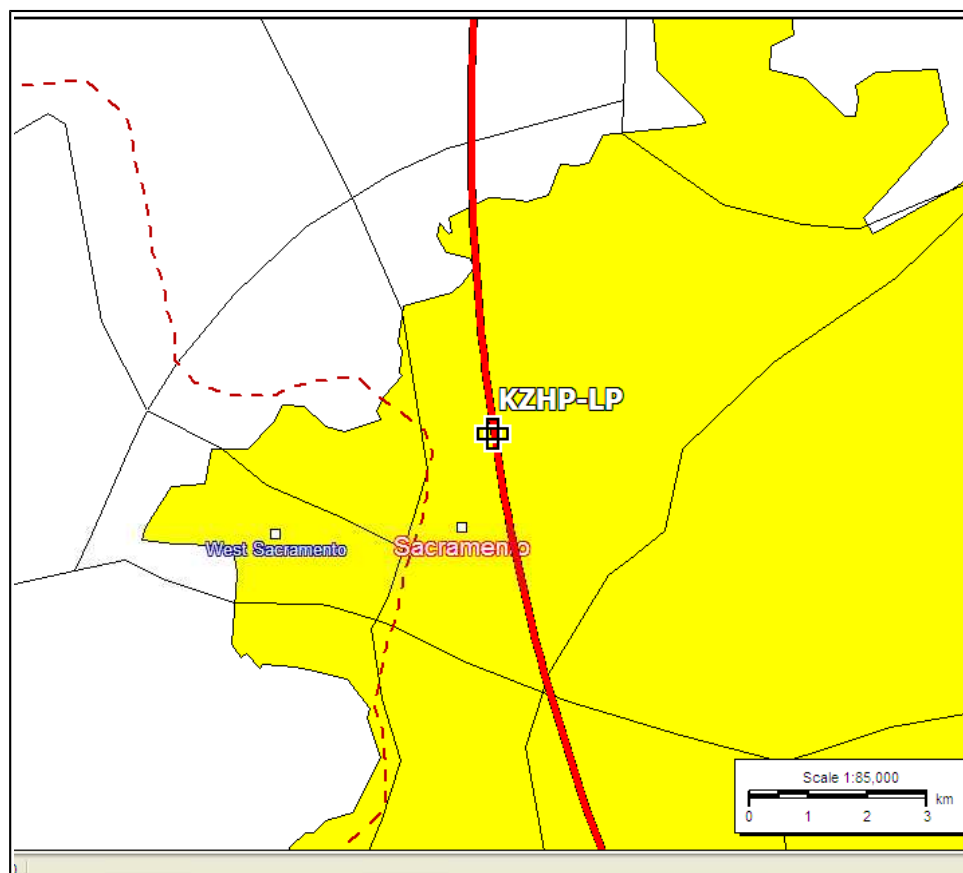 KZHP-LP
West Sacramento
Sacramento
Scale 1:85,000
km
0 1 2 3